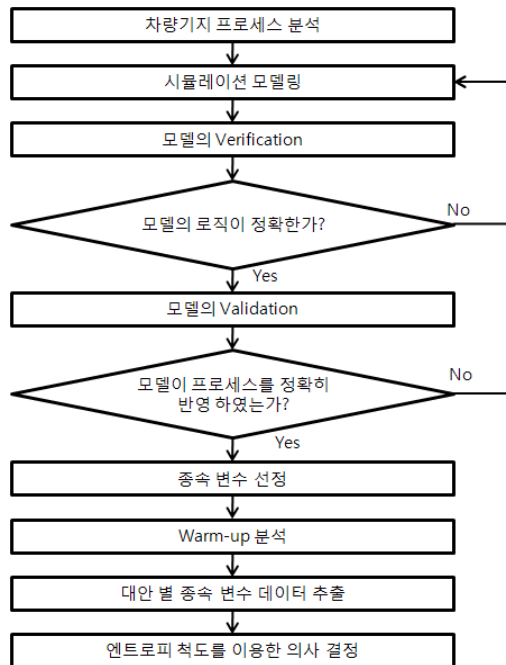 차량기지 프로세스 분석
시뮬레이션 모델링
모델의 Verification
모델의 로직이 정확한가?
No
Yes
모델의 Validation
모델이 프로세스를 정확히
반영 하였는가?
No
Yes
종속 변수 선정
Warm-up 분석
대안 별 종속 변수 데이터 추출
엔트로피 척도를 이용한 의사 결정